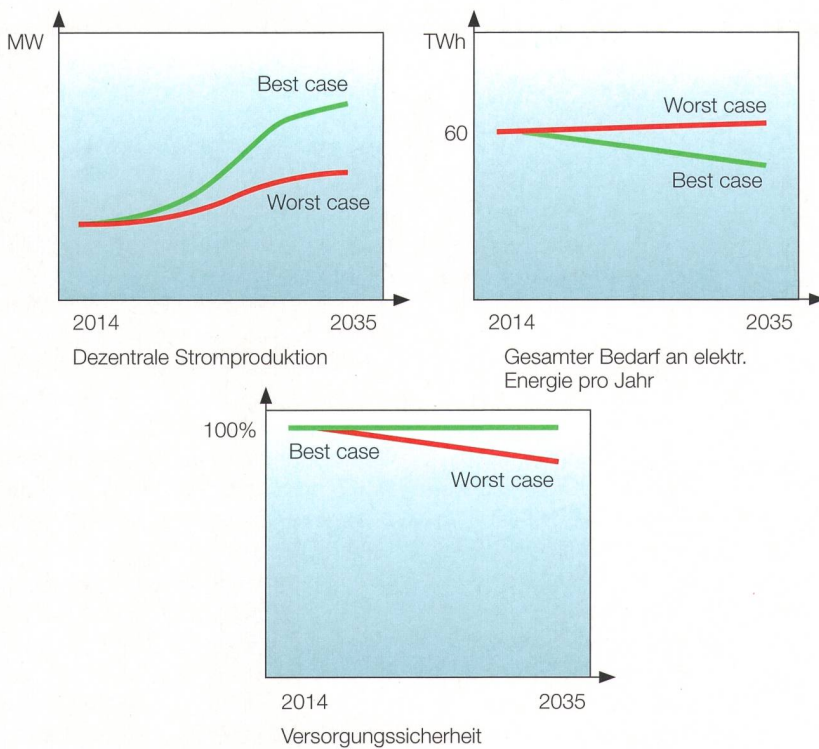 MW
Best case
Worst case
2014 2035
Dezentrale Stromproduktion
TWh
60
Worst case
Best case
2014 2035
Gesamter Bedarf an elektr.
Energie pro Jahr
100%
Best case
Worst case
2014 2035
Versorgungssicherheit